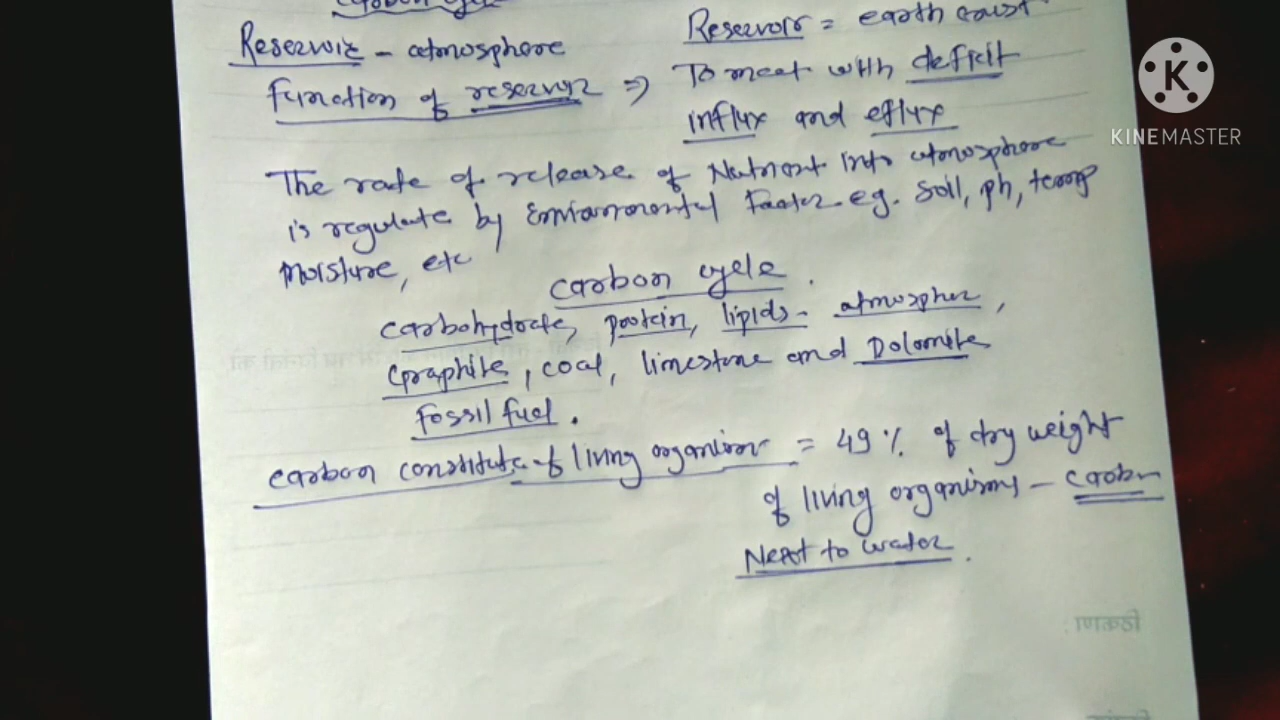 carbon cycle
Reservoir - atmosphere
Reservoir = earth crust
function of reservoir ⇒ To meet with deficit
influx and efflux
The rate of release of Nutrient into atmosphere
is regulate by Environmental Factor. eg. soil, ph, temp
Moisture, etc
carbon cycle.
carbohydrate, protein, lipids - atmospher,
Graphite, coal, limestone and Dolomite
Fossil fuel.
carbon constitute of living organism = 49% of dry weight
of living organisms - carbon
Next to water.
K
KINEMASTER
ठिकाण: